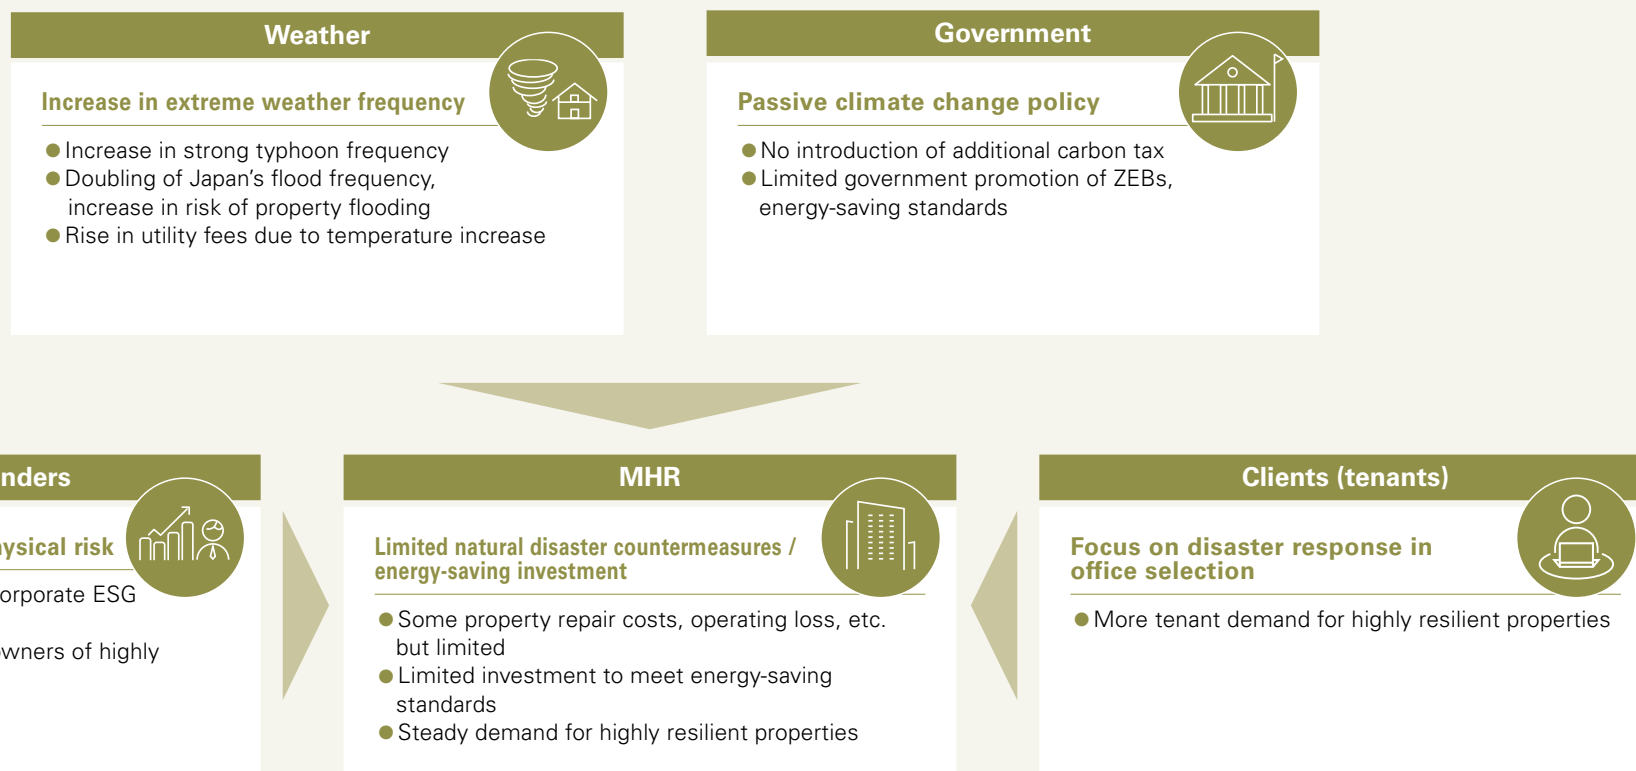 Weather
Increase in extreme weather frequency
● Increase in strong typhoon frequency
● Doubling of Japan's flood frequency,
increase in risk of property flooding
● Rise in utility fees due to temperature increase
Government
Passive climate change policy
● No introduction of additional carbon tax
● Limited government promotion of ZEBs,
energy-saving standards
nders
ysical risk
orporate ESG
owners of highly
MHR
Limited natural disaster countermeasures /
energy-saving investment
● Some property repair costs, operating loss, etc.
but limited
● Limited investment to meet energy-saving
standards
● Steady demand for highly resilient properties
Clients (tenants)
Focus on disaster response in
office selection
● More tenant demand for highly resilient properties